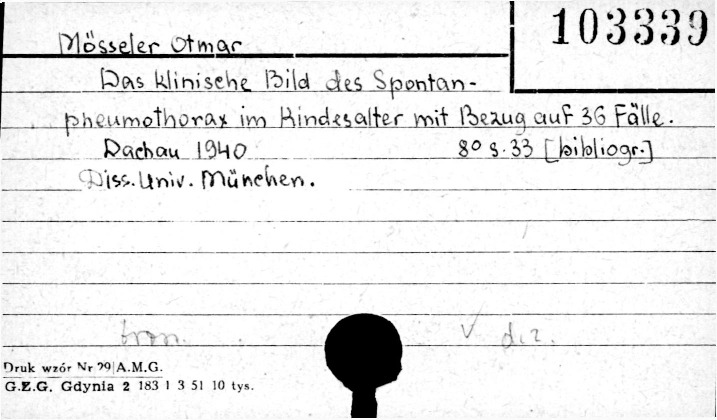 103339
Mösseler Otmar
Das klinische Bild des Spontan-
pneumothorax im Kindesalter mit Bezug auf 36 Fälle.
Dachau 1940 8° s. 33 [bibliogr.]
Diss. Univ. München.
V
Druk wzór Nr 29|A.M.G.
G.Z.G. Gdynia 2 183 1 3 51 10 tys.